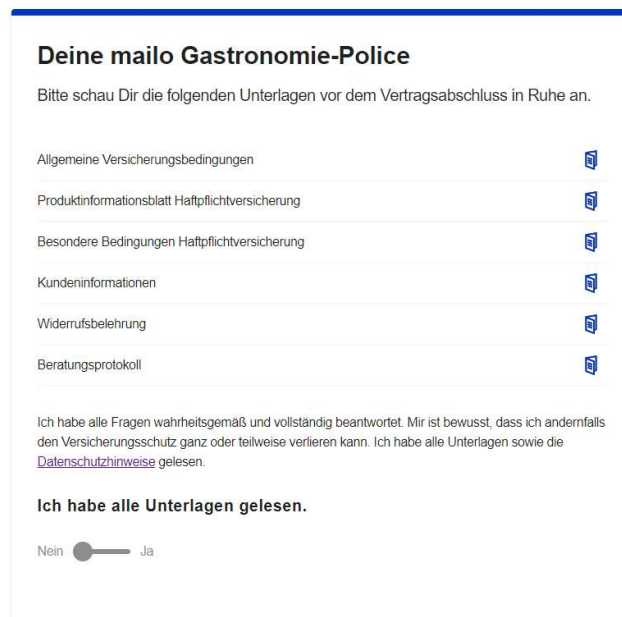 Deine mailo Gastronomie-Police
Bitte schau Dir die folgenden Unterlagen vor dem Vertragsabschluss in Ruhe an.
Allgemeine Versicherungsbedingungen
Produktinformationsblatt Haftpflichtversicherung
Besondere Bedingungen Haftpflichtversicherung
Kundeninformationen
Widerrufsbelehrung
Beratungsprotokoll
Ich habe alle Fragen wahrheitsgemäß und vollständig beantwortet. Mir ist bewusst, dass ich andernfalls
den Versicherungsschutz ganz oder teilweise verlieren kann. Ich habe alle Unterlagen sowie die
Datenschutzhinweise gelesen.
Ich habe alle Unterlagen gelesen.
Nein Ja